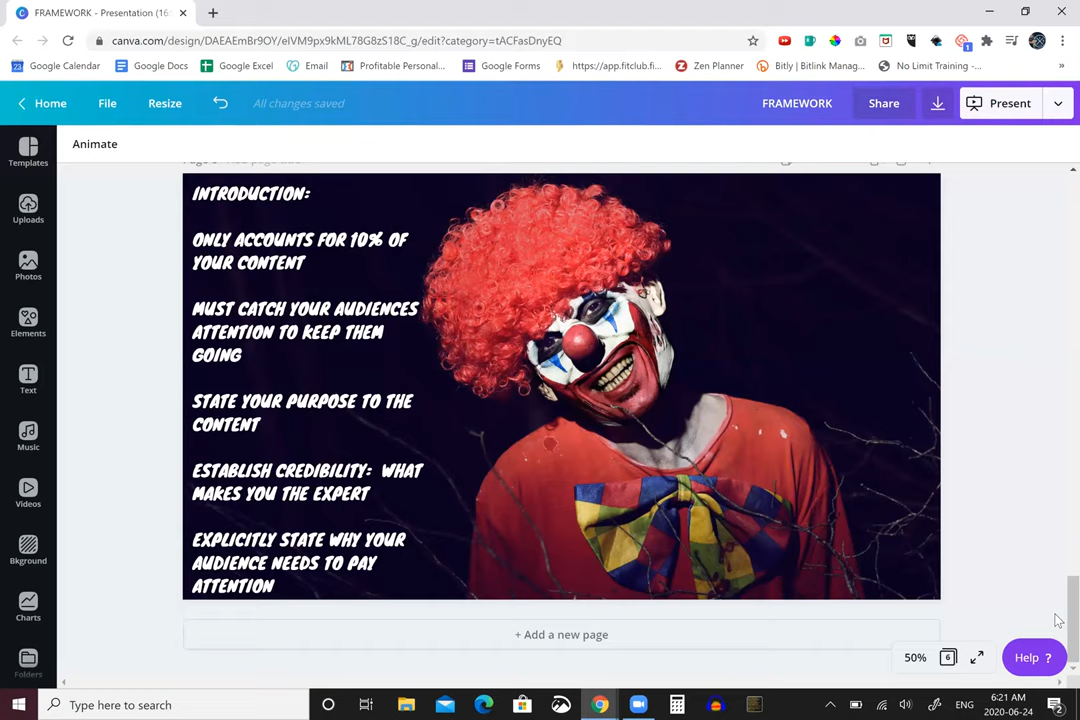 FRAMEWORK - Presentation (16:
canva.com/design/DAEAEmBr9OY/eIVM9px9kML78G8zS18C_g/edit?category=tACFasDnyEQ
1
23 Google Calendar
Google Docs
Google Excel
Email
Profitable Personal...
Google Forms
https://app.fitclub.fi...
Zen Planner
Bitly | Bitlink Manag...
No Limit Training -...
»
Home
File
Resize
All changes saved
FRAMEWORK
Share
Present
Templates
Uploads
Photos
Elements
Text
Music
Videos
Bkground
Charts
Folders
Animate
INTRODUCTION:
ONLY ACCOUNTS FOR 10% OF
YOUR CONTENT
MUST CATCH YOUR AUDIENCES
ATTENTION TO KEEP THEM
GOING
STATE YOUR PURPOSE TO THE
CONTENT
ESTABLISH CREDIBILITY: WHAT
MAKES YOU THE EXPERT
EXPLICITLY STATE WHY YOUR
AUDIENCE NEEDS TO PAY
ATTENTION
+ Add a new page
50%
6
Help ?
Type here to search
ENG
6:21 AM
2020-06-24
2